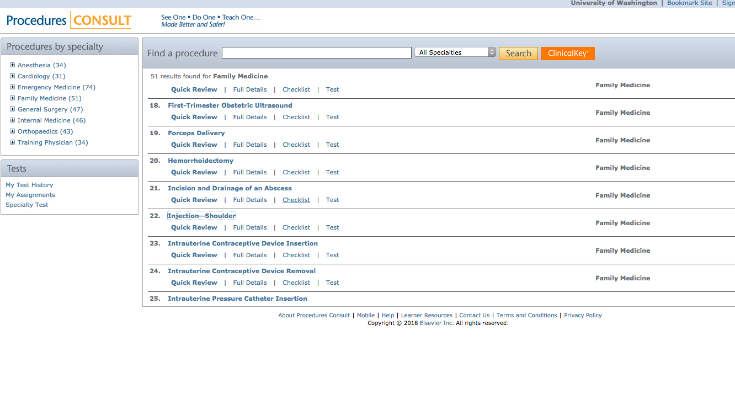 University of Washington | Bookmark Site | Sign
Procedures CONSULT
See One • Do One • Teach One...
Made Better and Safer!
Procedures by specialty
Anesthesia (34)
Cardiology (31)
Emergency Medicine (74)
Family Medicine (51)
General Surgery (47)
Internal Medicine (46)
Orthopaedics (43)
Training Physician (34)
Tests
My Test History
My Assignments
Specialty Test
Find a procedure All Specialties Search ClinicalKey
51 results found for Family Medicine
Quick Review | Full Details | Checklist | Test Family Medicine
18. First-Trimester Obstetric Ultrasound
Quick Review | Full Details | Checklist | Test Family Medicine
19. Forceps Delivery
Quick Review | Full Details | Checklist | Test Family Medicine
20. Hemorrhoidectomy
Quick Review | Full Details | Checklist | Test Family Medicine
21. Incision and Drainage of an Abscess
Quick Review | Full Details | Checklist | Test Family Medicine
22. Injection—Shoulder
Quick Review | Full Details | Checklist | Test Family Medicine
23. Intrauterine Contraceptive Device Insertion
Quick Review | Full Details | Checklist | Test Family Medicine
24. Intrauterine Contraceptive Device Removal
Quick Review | Full Details | Checklist | Test Family Medicine
25. Intrauterine Pressure Catheter Insertion
About Procedures Consult | Mobile | Help | Learner Resources | Contact Us | Terms and Conditions | Privacy Policy
Copyright © 2018 Elsevier Inc. All rights reserved.